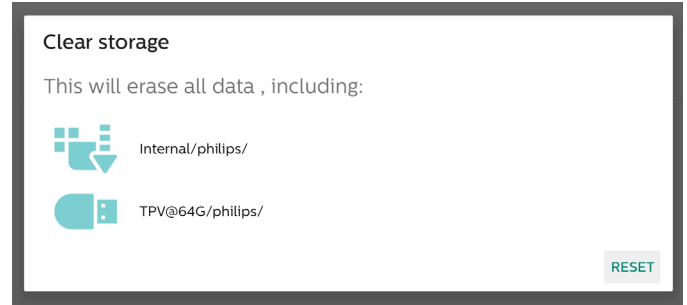 Clear storage
This will erase all data , including:
Internal/philips/
TPV@64G/philips/
RESET